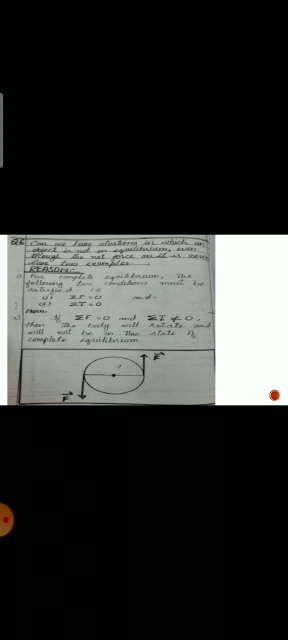 Q6 Can we have situations in which an
object is not in equilibrium, even
though the net force on it is zero
Give two examples
REASON:-
For complete equilibrium, the
following two conditions must be
satisfied i.e
(i) ΣF = 0 and
(ii) Στ = 0
Now
If ΣF = 0 and Στ ≠ 0,
then the body will rotate and
will not be in the state of
complete equilibrium
F
F